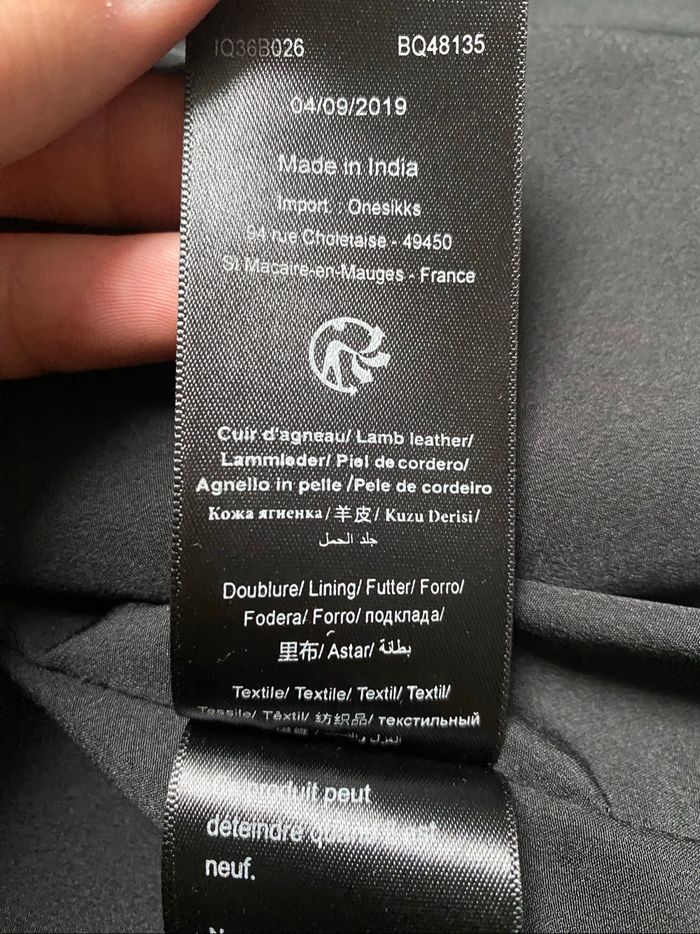 IQ36B026 BQ48135
04/09/2019
Made in India
Import. : Onesikks
94 rue Choletaise - 49450
St Macaire-en-Mauges - France
Cuir d'agneau/ Lamb leather/
Lammleder/ Piel de cordero/
Agnello in pelle /Pele de cordeiro
Кожа ягненка/羊皮/ Kuzu Derisi/
جلد الحمل
Doublure/ Lining/ Futter/ Forro/
Fodera/ Forro/ подклада/
里布/ Astar/ بطانة/
Textile/ Textile/ Textil/ Textil/
Tessile/ Têxtil/ 纺织品/ текстильный
produit peut
déteindre
neuf.